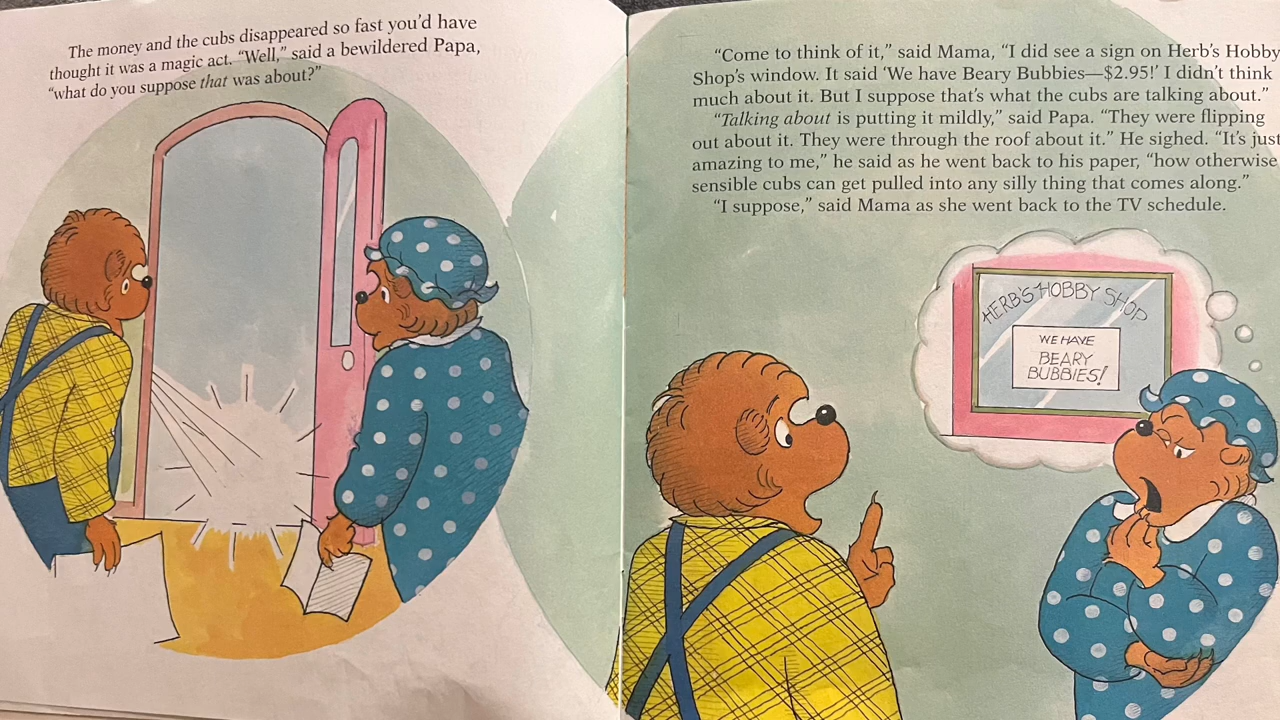 The money and the cubs disappeared so fast you’d have
thought it was a magic act. “Well,” said a bewildered Papa,
“what do you suppose that was about?”
“Come to think of it,” said Mama, “I did see a sign on Herb’s Hobby
Shop’s window. It said ‘We have Beary Bubbies—$2.95!’ I didn’t think
much about it. But I suppose that’s what the cubs are talking about.”
“Talking about is putting it mildly,” said Papa. “They were flipping
out about it. They were through the roof about it.” He sighed. “It’s just
amazing to me,” he said as he went back to his paper, “how otherwise
sensible cubs can get pulled into any silly thing that comes along.”
“I suppose,” said Mama as she went back to the TV schedule.
HERB'S HOBBY SHOP
WE HAVE
BEARY
BUBBIES!